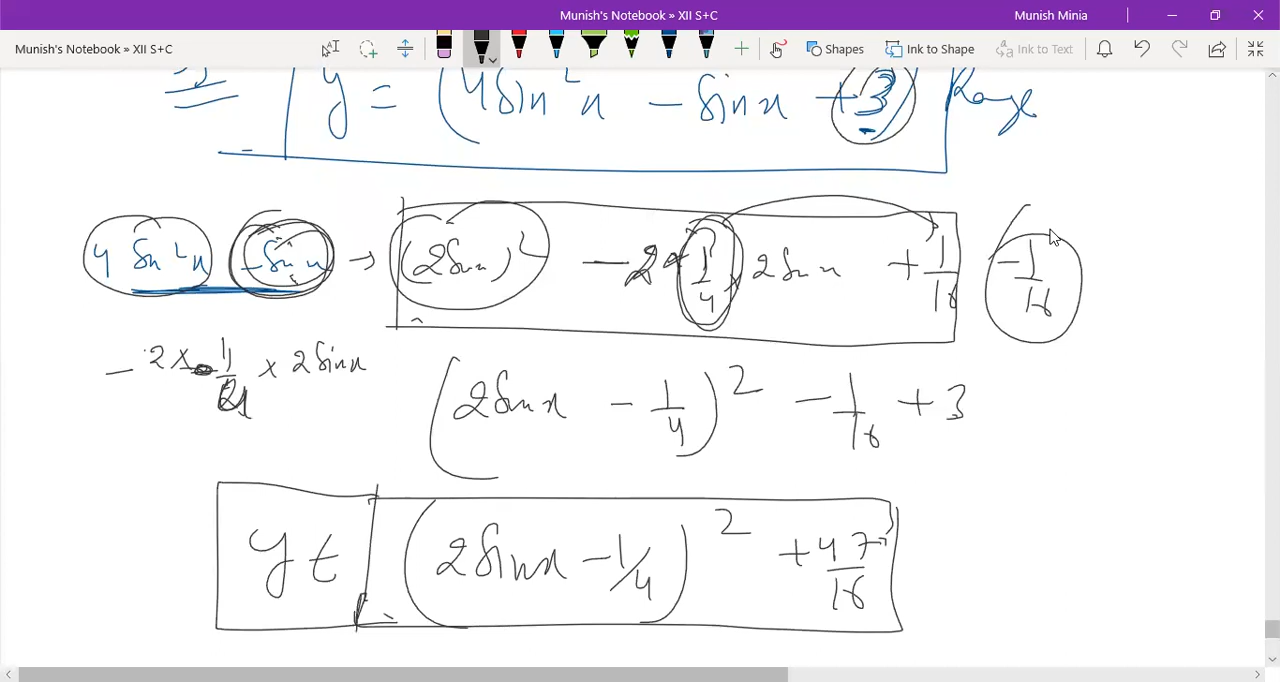 Munish's Notebook » XII S+C
Munish Minia
Munish's Notebook » XII S+C
Shapes
Ink to Shape
Ink to Text
y = (4 sin²x - sin x + 3) Range
4 sin²x - sin x → (2 sin x)² - 2 × 1/4 × 2 sin x + 1/16 - 1/16
- 2 × 1/4 × 2 sin x
(2 sin x - 1/4)² - 1/16 + 3
(2 sin x - 1/4)² + 47/16